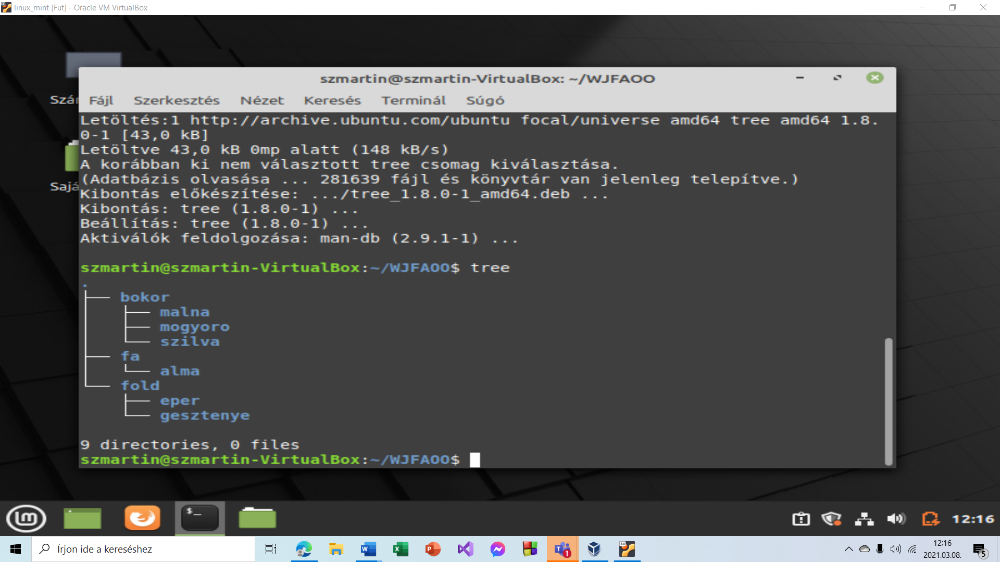 linux_mint [Fut] - Oracle VM VirtualBox
szmartin@szmartin-VirtualBox: ~/WJFAOO
Szár
Fájl Szerkesztés Nézet Keresés Terminál Súgó
Letöltés:1 http://archive.ubuntu.com/ubuntu focal/universe amd64 tree amd64 1.8.
0-1 [43,0 kB]
Letöltve 43,0 kB 0mp alatt (148 kB/s)
A korábban ki nem választott tree csomag kiválasztása.
(Adatbázis olvasása ... 281639 fájl és könyvtár van jelenleg telepítve.)
Sajá
Kibontás előkészítése: .../tree_1.8.0-1_amd64.deb ...
Kibontás: tree (1.8.0-1) ...
Beállítás: tree (1.8.0-1) ...
Aktiválók feldolgozása: man-db (2.9.1-1) ...
szmartin@szmartin-VirtualBox:~/WJFAOO$ tree
.
├── bokor
│   ├── malna
│   ├── mogyoro
│   └── szilva
├── fa
│   └── alma
└── fold
    ├── eper
    └── gesztenye
9 directories, 0 files
szmartin@szmartin-VirtualBox:~/WJFAOO$
$_
12:16
Írjon ide a kereséshez
1
64
12:16
2021.03.08.
5